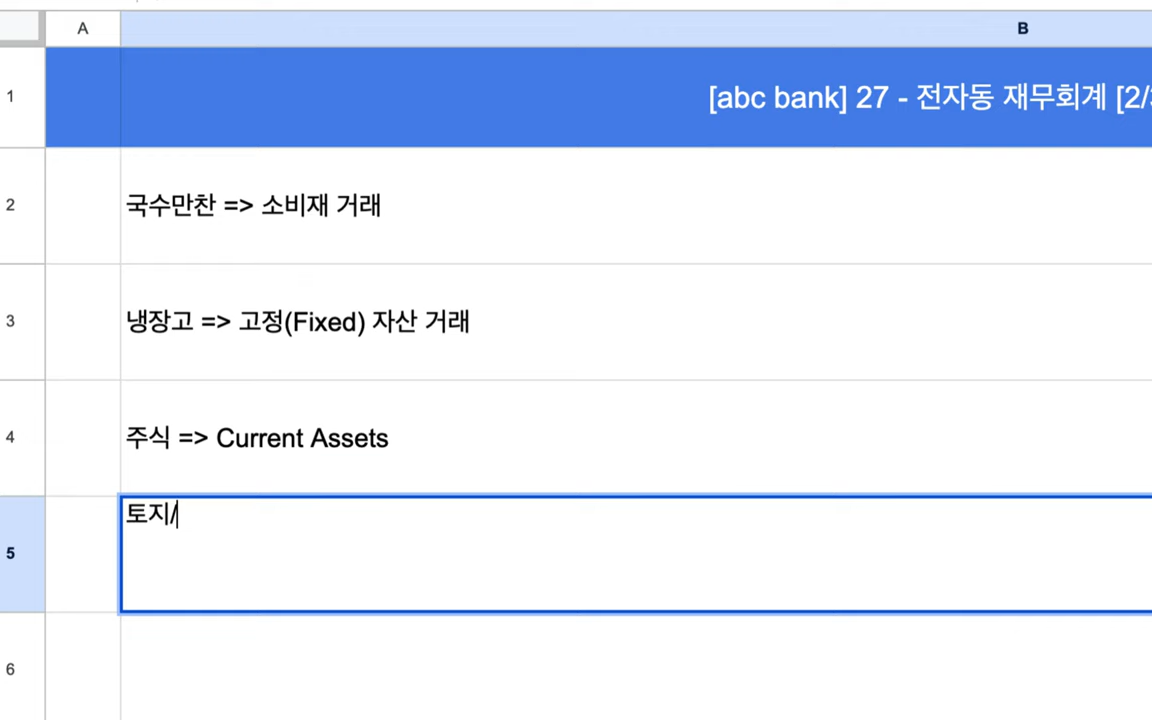 A
B
1
[abc bank] 27 - 전자동 재무회계 [2/
2
국수만찬 => 소비재 거래
3
냉장고 => 고정(Fixed) 자산 거래
4
주식 => Current Assets
5
토지/
6